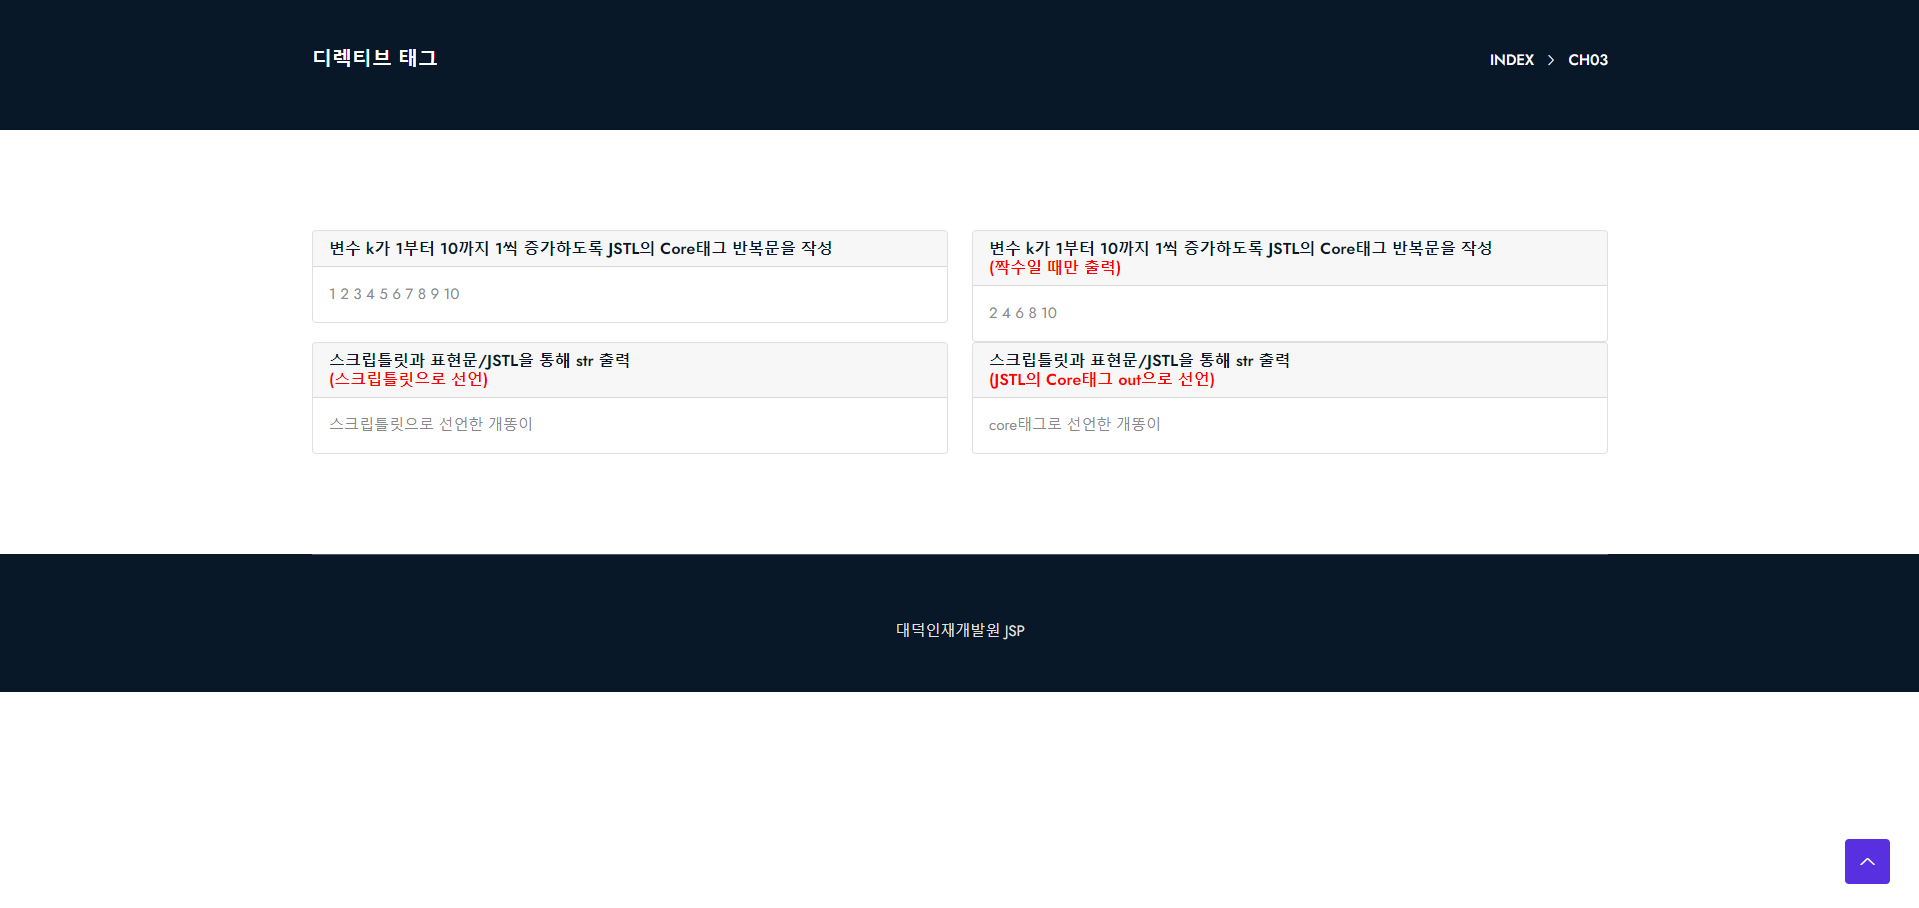 디렉티브 태그
INDEX > CH03
변수 k가 1부터 10까지 1씩 증가하도록 JSTL의 Core태그 반복문을 작성
1 2 3 4 5 6 7 8 9 10
변수 k가 1부터 10까지 1씩 증가하도록 JSTL의 Core태그 반복문을 작성
(짝수일 때만 출력)
2 4 6 8 10
스크립틀릿과 표현문/JSTL을 통해 str 출력
(스크립틀릿으로 선언)
스크립틀릿으로 선언한 개똥이
스크립틀릿과 표현문/JSTL을 통해 str 출력
(JSTL의 Core태그 out으로 선언)
core태그로 선언한 개똥이
대덕인재개발원 JSP